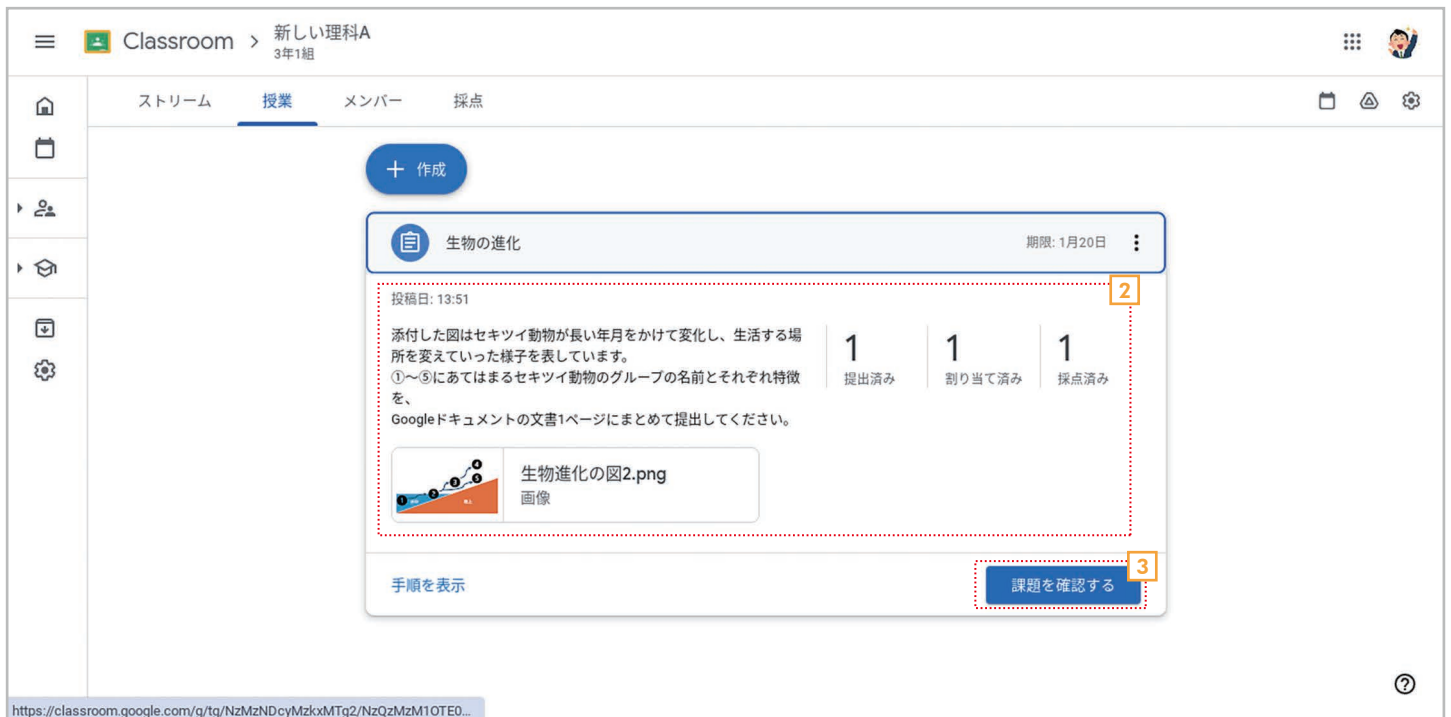 Classroom > 新しい理科A
3年1組
ストリーム 授業 メンバー 採点
+ 作成
生物の進化 期限: 1月20日
2
投稿日: 13:51
添付した図はセキツイ動物が長い年月をかけて変化し、生活する場
所を変えていった様子を表しています。
①〜⑤にあてはまるセキツイ動物のグループの名前とそれぞれ特徴
を、
Googleドキュメントの文書1ページにまとめて提出してください。
1 1 1
提出済み 割り当て済み 採点済み
生物進化の図2.png
画像
3
手順を表示 課題を確認する
https://classroom.google.com/g/tg/NzMzNDcyMzkxMTg2/NzQzMzM1OTE0...